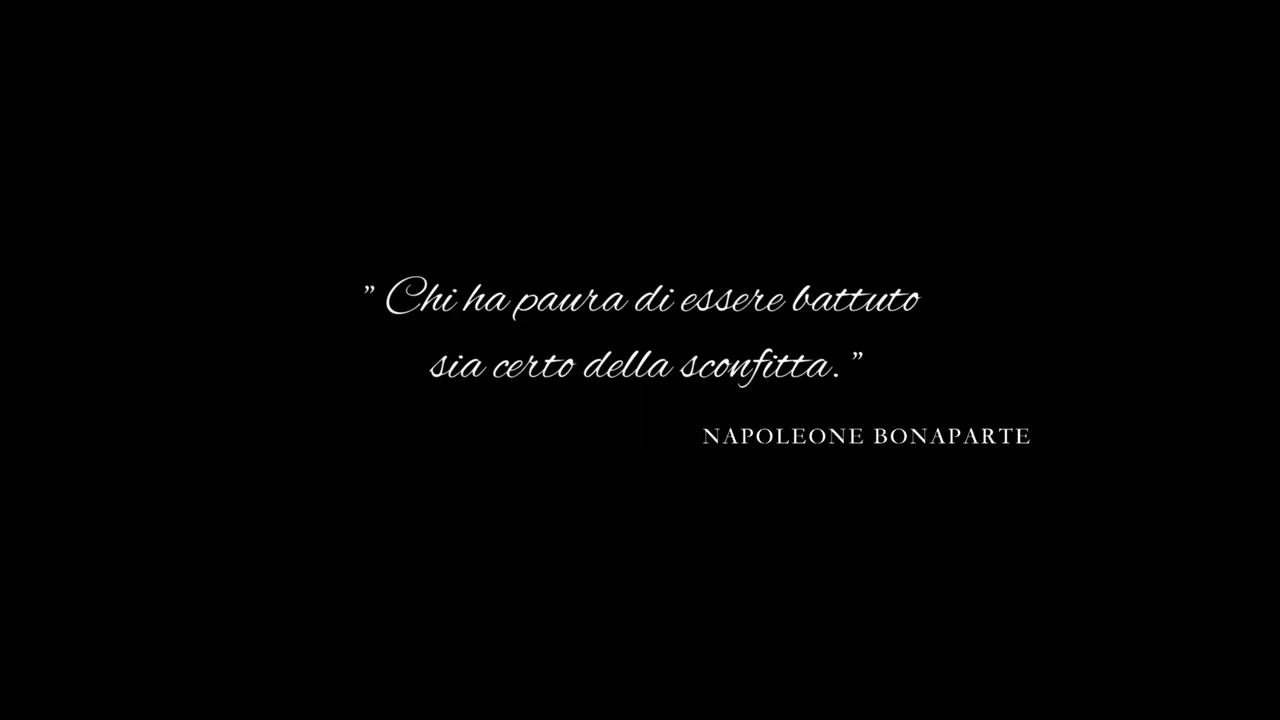 ” Chi ha paura di essere battuto
sia certo della sconfitta. ”
NAPOLEONE BONAPARTE